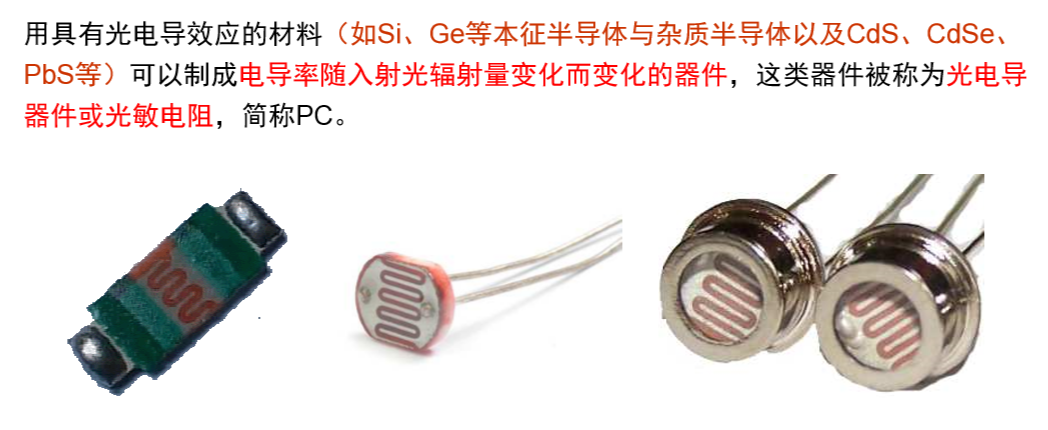 用具有光电导效应的材料（如Si、Ge等本征半导体与杂质半导体以及CdS、CdSe、
PbS等）可以制成电导率随入射光辐射量变化而变化的器件，这类器件被称为光电导
器件或光敏电阻，简称PC。